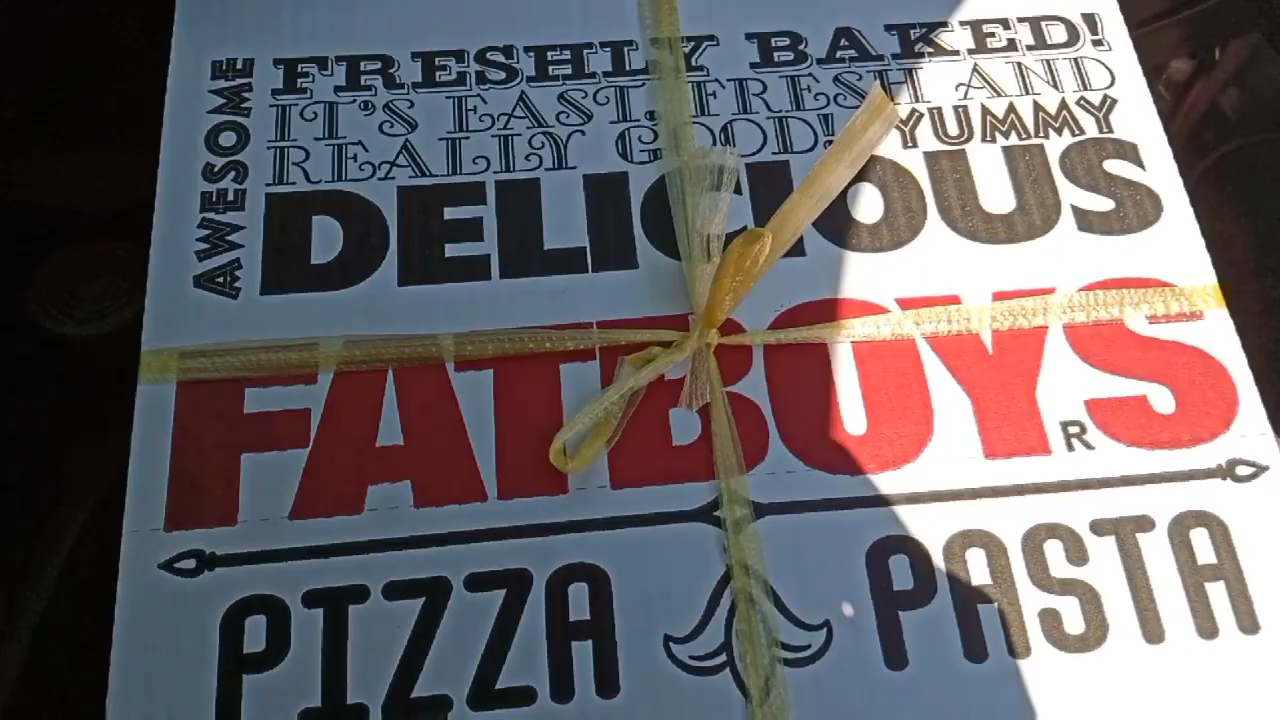 AWESOME
FRESHLY BAKED!
IT'S EAST, FRESH AND
REALLY GOOD! YUMMY
DELICIOUS
FATBOYS
R
PIZZA PASTA